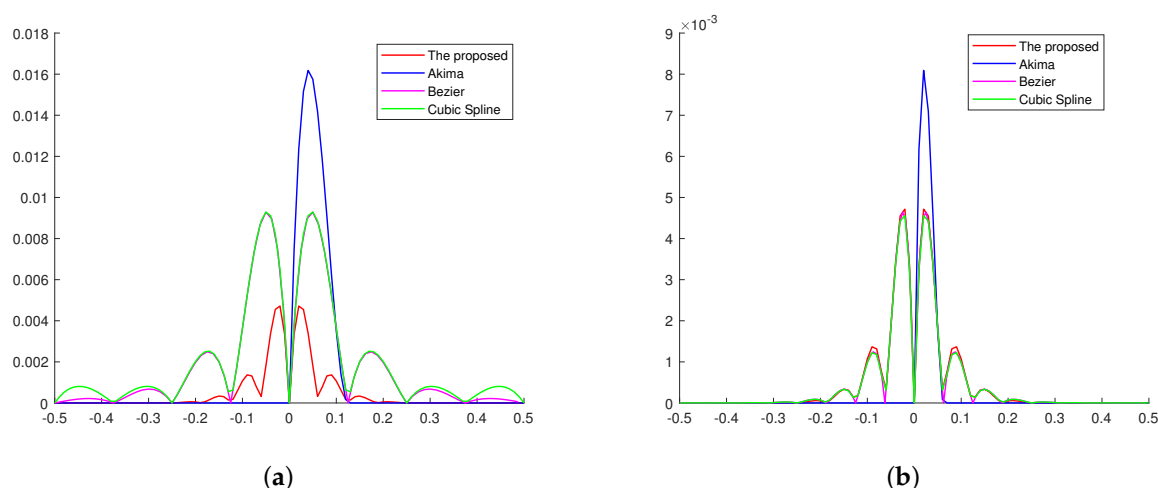 0.018
0.016
0.014
0.012
0.01
0.008
0.006
0.004
0.002
0
-0.5 -0.4 -0.3 -0.2 -0.1 0 0.1 0.2 0.3 0.4 0.5
The proposed
Akima
Bezier
Cubic Spline
(a)
×10⁻³
9
8
7
6
5
4
3
2
1
0
-0.5 -0.4 -0.3 -0.2 -0.1 0 0.1 0.2 0.3 0.4 0.5
The proposed
Akima
Bezier
Cubic Spline
(b)